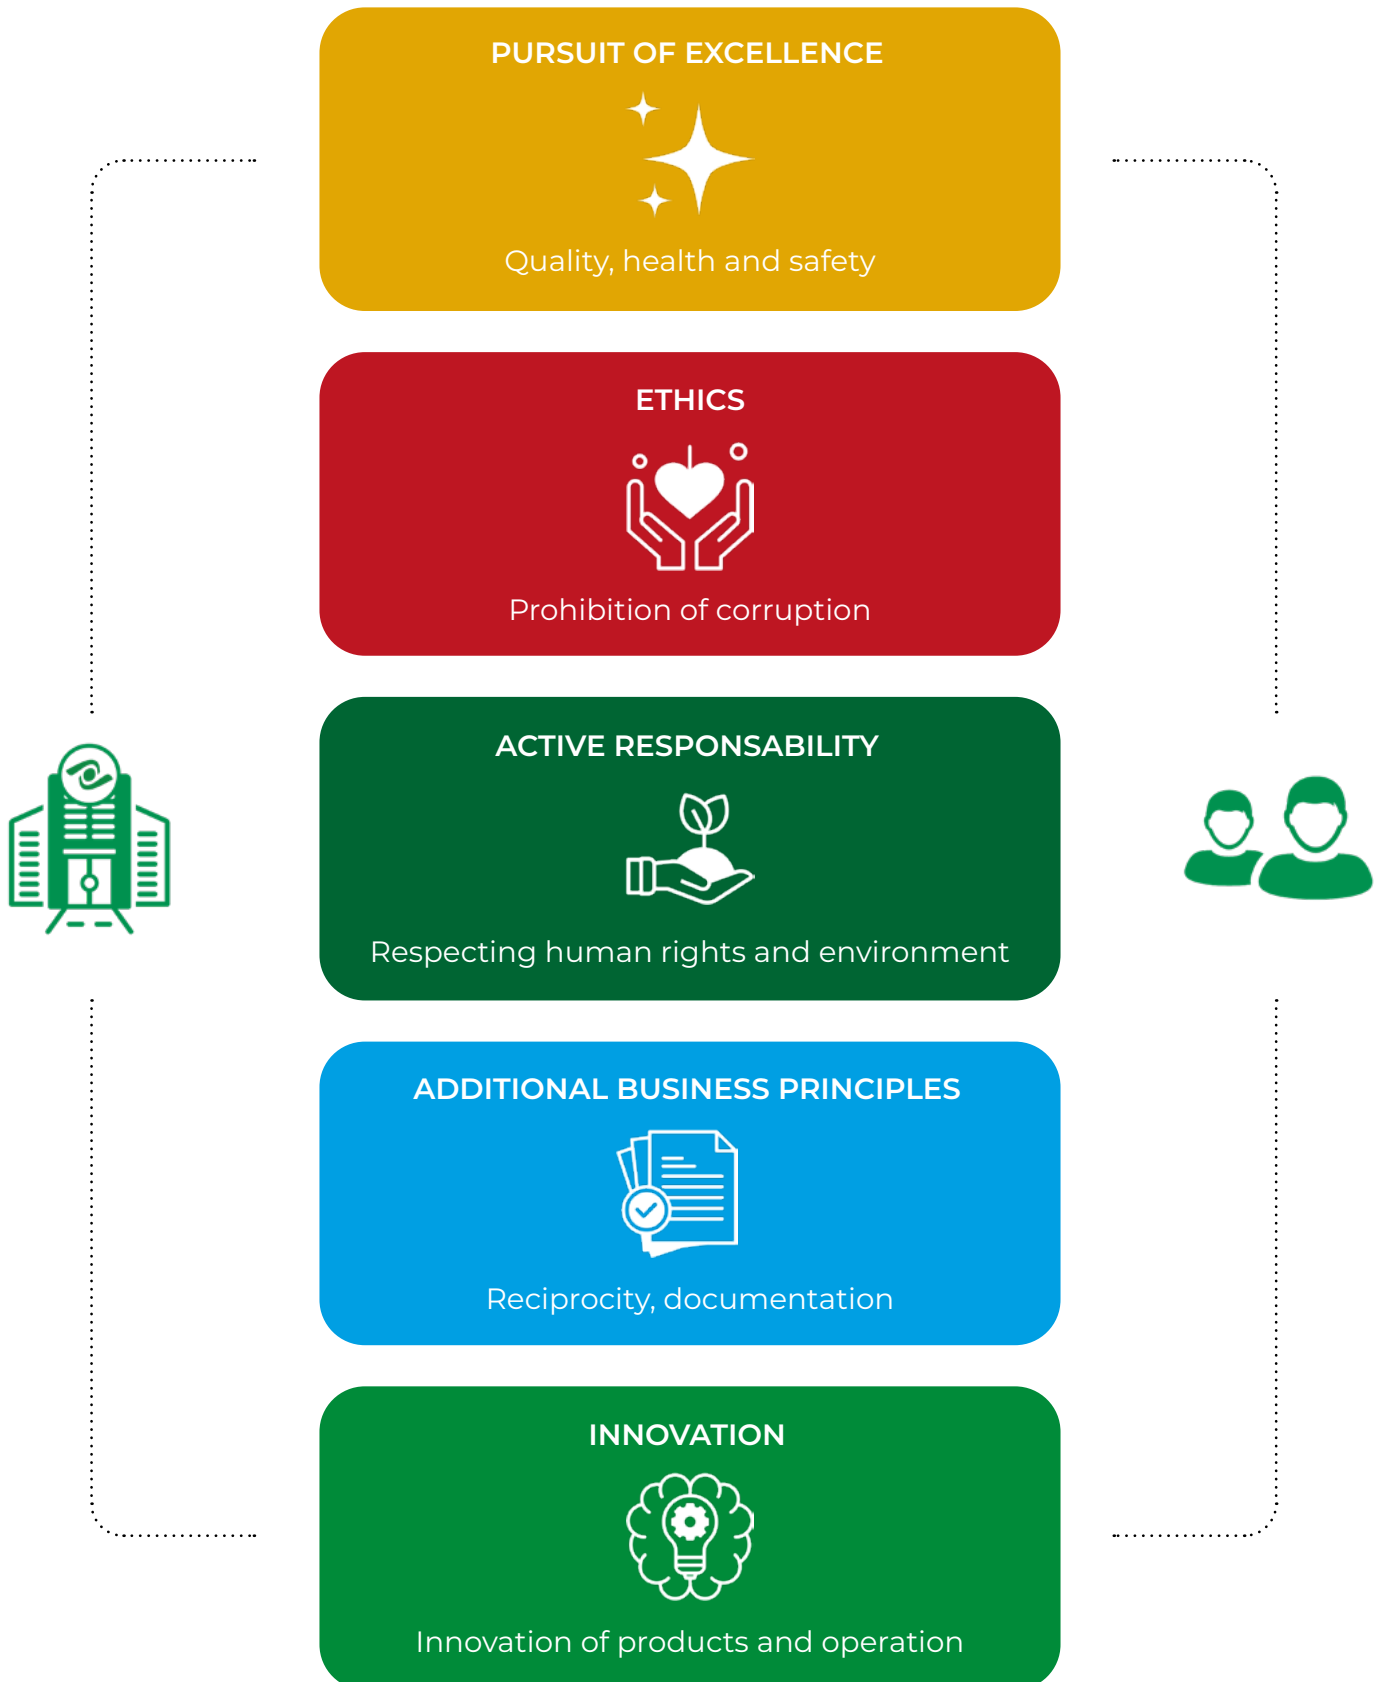 PURSUIT OF EXCELLENCE
Quality, health and safety
ETHICS
Prohibition of corruption
ACTIVE RESPONSABILITY
Respecting human rights and environment
ADDITIONAL BUSINESS PRINCIPLES
Reciprocity, documentation
INNOVATION
Innovation of products and operation